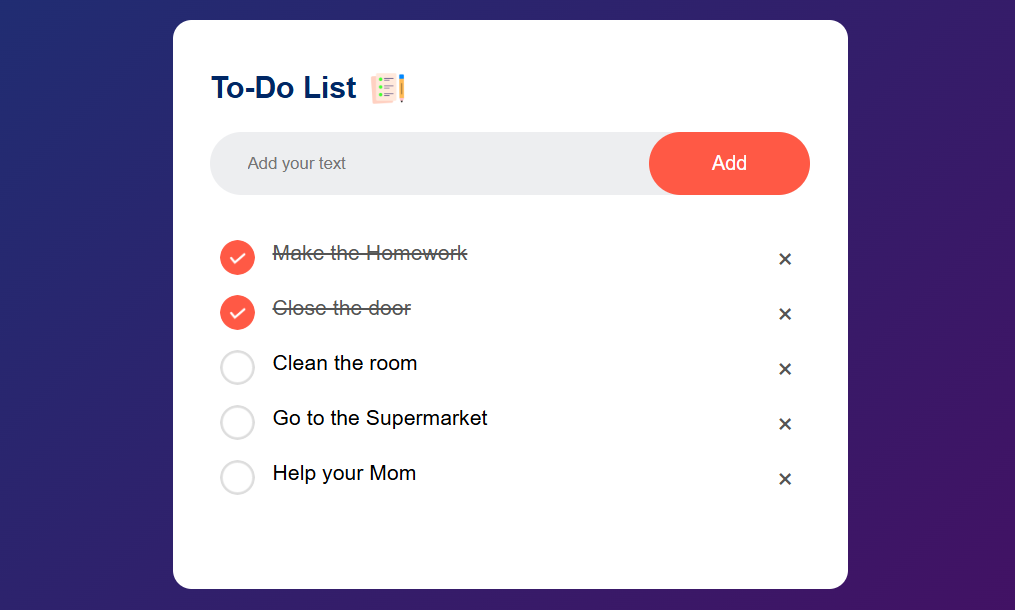 To-Do List
Add your text
Add
Make the Homework
Close the door
Clean the room
Go to the Supermarket
Help your Mom